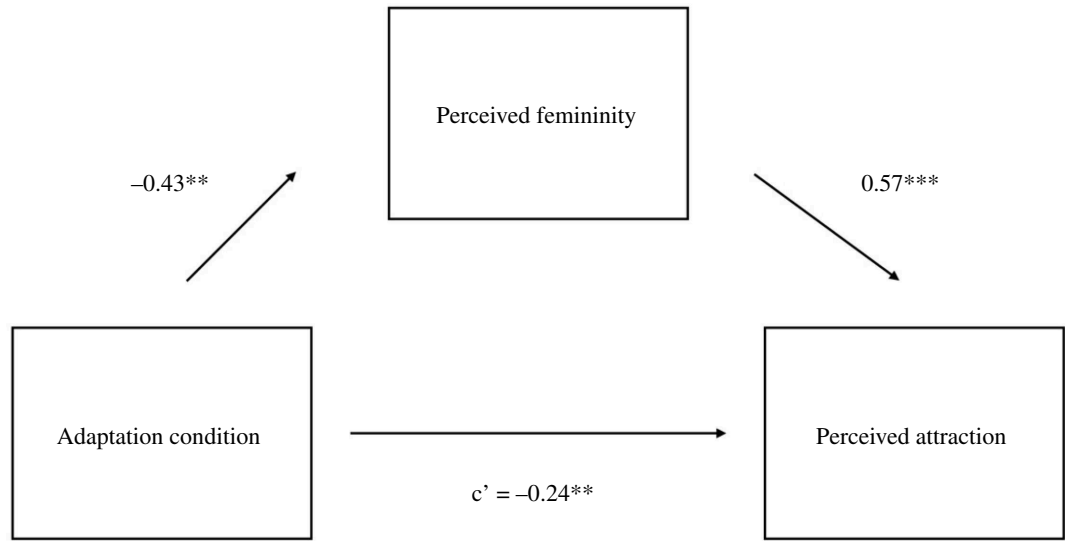 Perceived femininity
–0.43**
0.57***
Adaptation condition
Perceived attraction
c’ = –0.24**